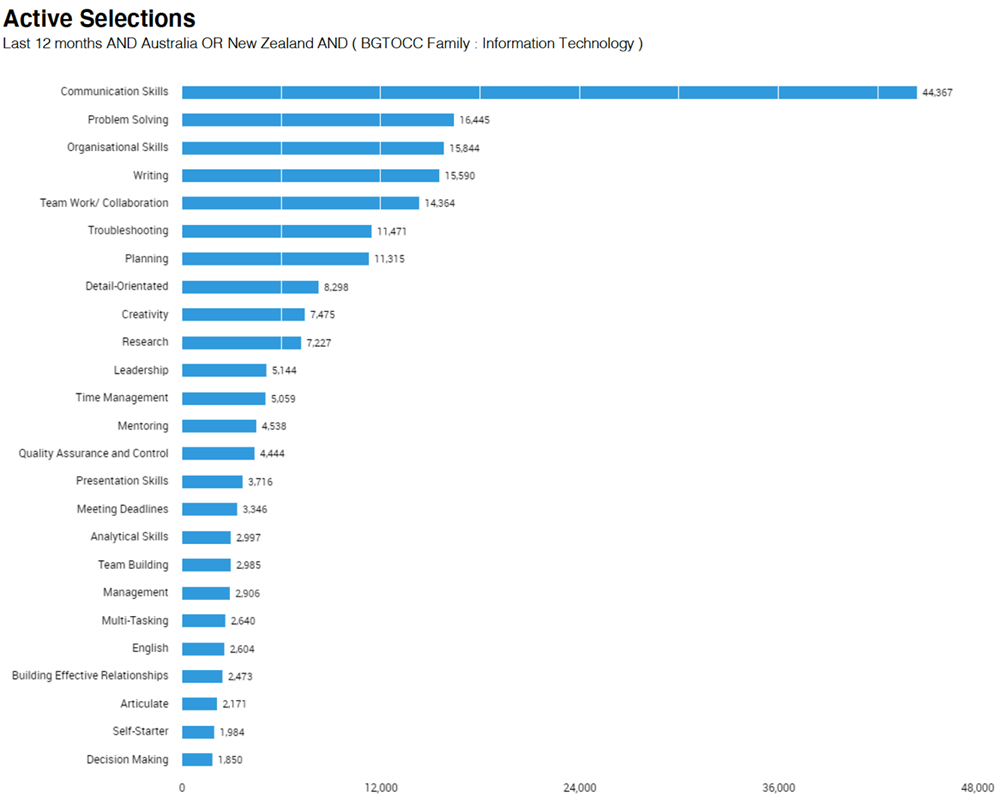 Active Selections
Last 12 months AND Australia OR New Zealand AND ( BGTOCC Family : Information Technology )
Communication Skills 44,367
Problem Solving 16,445
Organisational Skills 15,844
Writing 15,590
Team Work/ Collaboration 14,364
Troubleshooting 11,471
Planning 11,315
Detail-Orientated 8,298
Creativity 7,475
Research 7,227
Leadership 5,144
Time Management 5,059
Mentoring 4,538
Quality Assurance and Control 4,444
Presentation Skills 3,716
Meeting Deadlines 3,346
Analytical Skills 2,997
Team Building 2,985
Management 2,906
Multi-Tasking 2,640
English 2,604
Building Effective Relationships 2,473
Articulate 2,171
Self-Starter 1,984
Decision Making 1,850
0 12,000 24,000 36,000 48,000